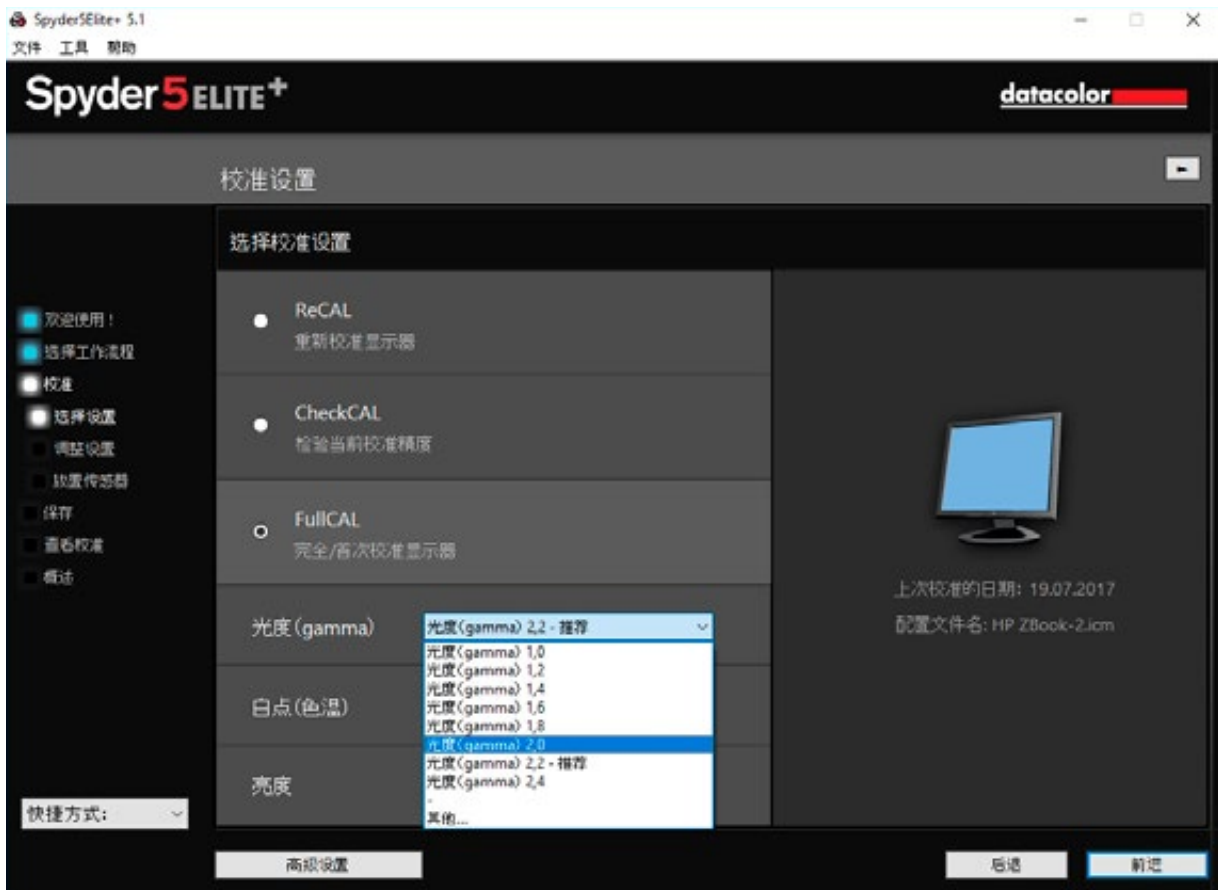 Spyder5Elite+ 5.1
文件 工具 帮助
Spyder5ELITE+
datacolor
校准设置
选择校准设置
欢迎使用！
选择工作流程
校准
选择设置
调整设置
放置传感器
保存
查看校准
概述
快捷方式:
ReCAL
重新校准显示器
CheckCAL
检验当前校准精度
FullCAL
完全/首次校准显示器
光度(gamma)
光度(gamma) 2,2 - 推荐
光度(gamma) 1,0
光度(gamma) 1,2
光度(gamma) 1,4
光度(gamma) 1,6
光度(gamma) 1,8
光度(gamma) 2,0
光度(gamma) 2,2 - 推荐
光度(gamma) 2,4
-
其他...
白点(色温)
亮度
上次校准的日期: 19.07.2017
配置文件名: HP ZBook-2.icm
高级设置
后退
前进